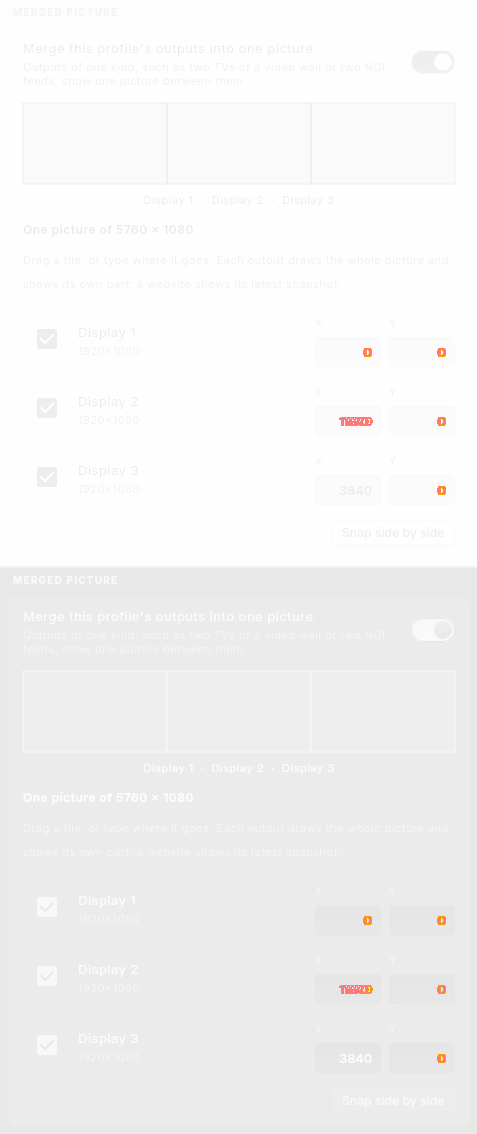 MERGED PICTURE
Merge this profile's outputs into one picture
Outputs of one kind, such as two TVs of a video wall or two NDI
feeds, show one picture between them.
Display 1 · Display 2 · Display 3
One picture of 5760 × 1080
Drag a tile, or type where it goes. Each output draws the whole picture and
shows its own part; a website shows its latest snapshot.
X Y
Display 1
1920×1080
X Y
Display 2
1920×1080
X Y
Display 3
3840
1920×1080
Snap side by side
MERGED PICTURE
Merge this profile's outputs into one picture
Outputs of one kind, such as two TVs of a video wall or two NDI
feeds, show one picture between them.
Display 1 · Display 2 · Display 3
One picture of 5760 × 1080
Drag a tile, or type where it goes. Each output draws the whole picture and
shows its own part; a website shows its latest snapshot.
X Y
Display 1
1920×1080
X Y
Display 2
1920×1080
X Y
Display 3
3840
1920×1080
Snap side by side